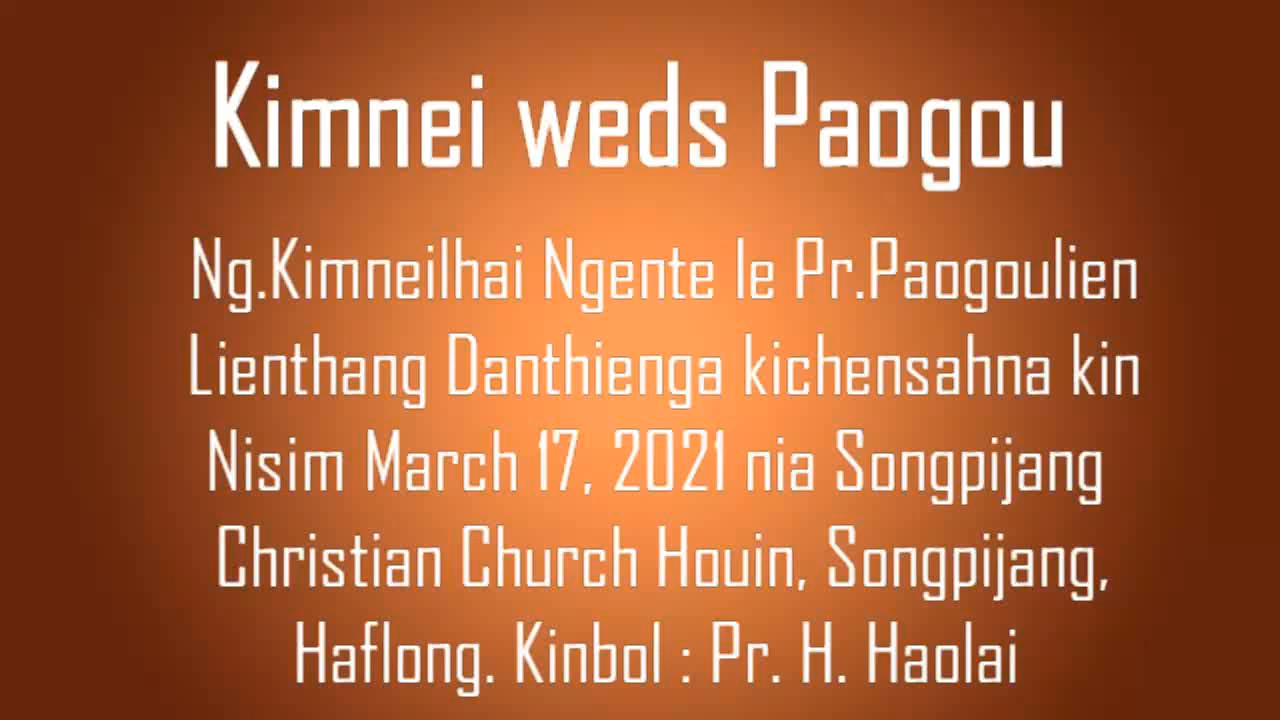 Kimnei weds Paogou
Ng.Kimneilhai Ngente le Pr.Paogoulien
Lienthang Danthienga kichensahna kin
Nisim March 17, 2021 nia Songpijang
Christian Church Houin, Songpijang,
Haflong. Kinbol : Pr. H. Haolai